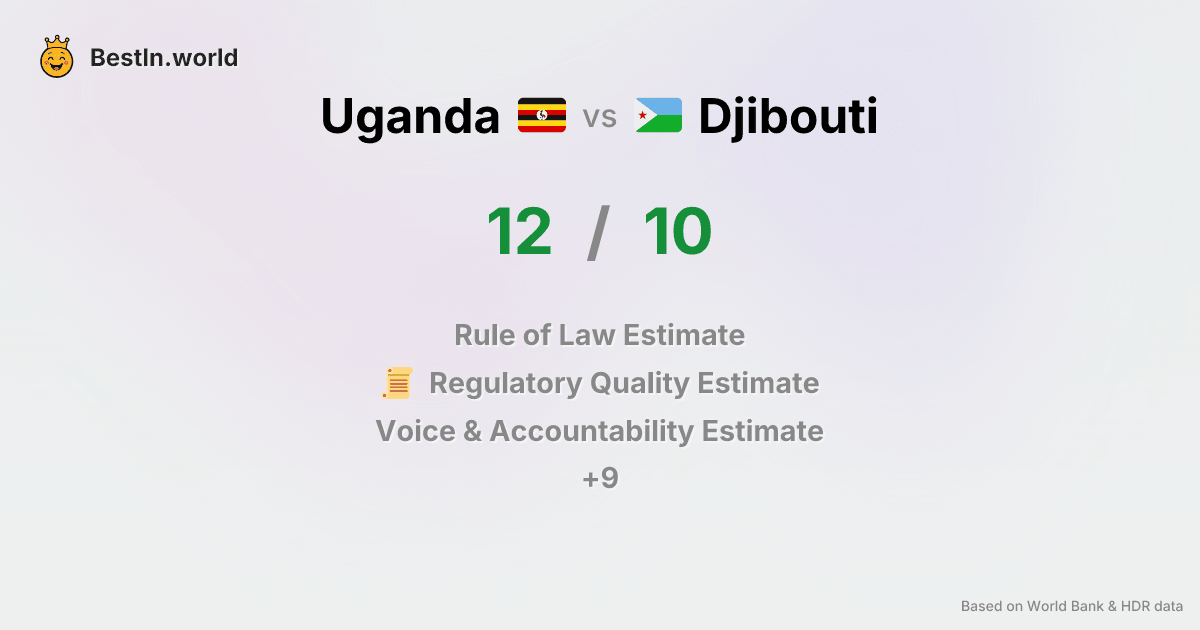 BestIn.world
Uganda vs Djibouti
12 / 10
Rule of Law Estimate
Regulatory Quality Estimate
Voice & Accountability Estimate
+9
Based on World Bank & HDR data